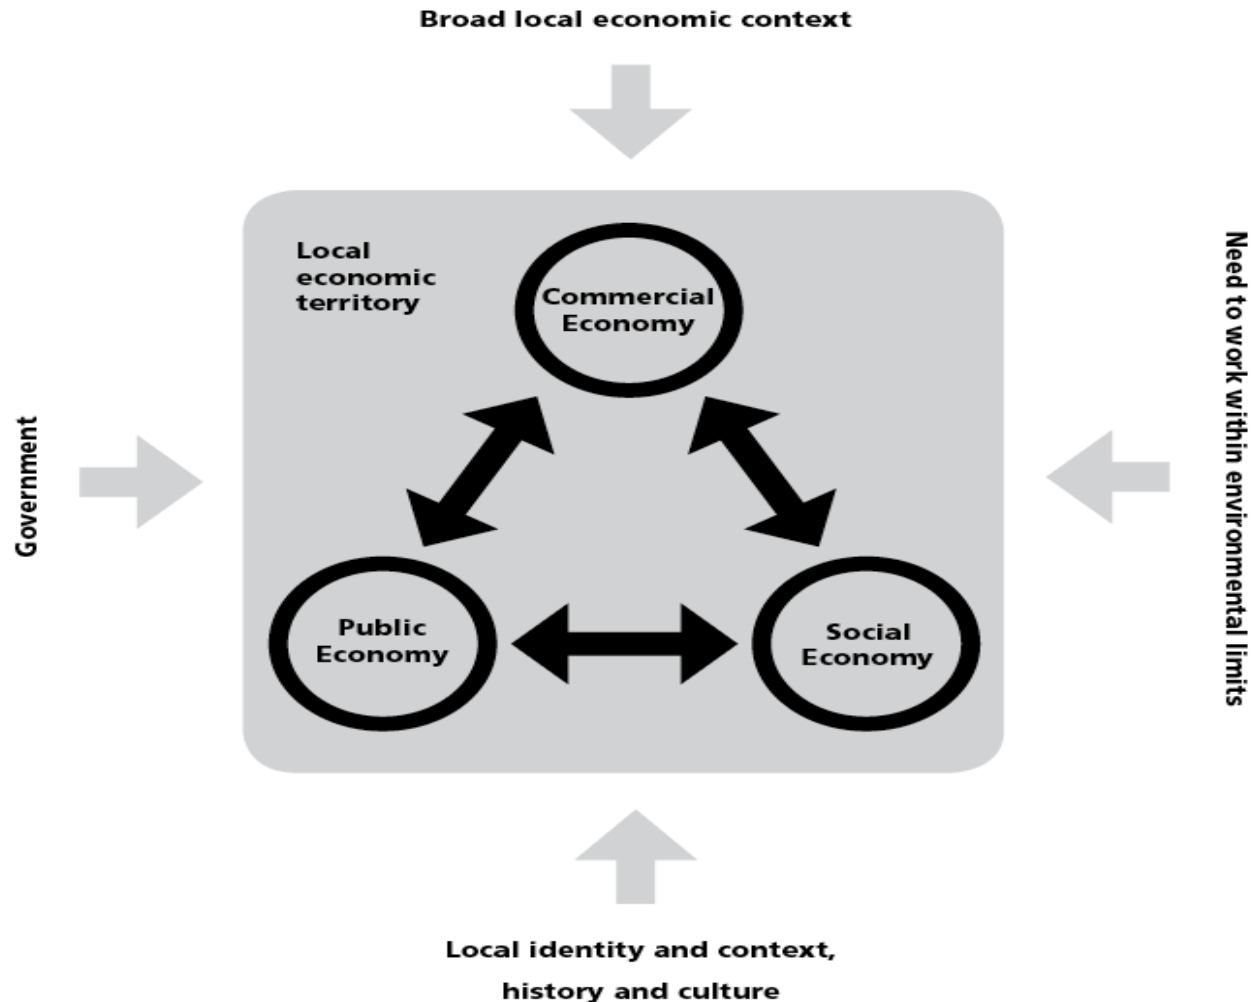 Broad local economic context
Local
economic
territory
Commercial
Economy
Government
Need to work within environmental limits
Public
Economy
Social
Economy
Local identity and context,
history and culture